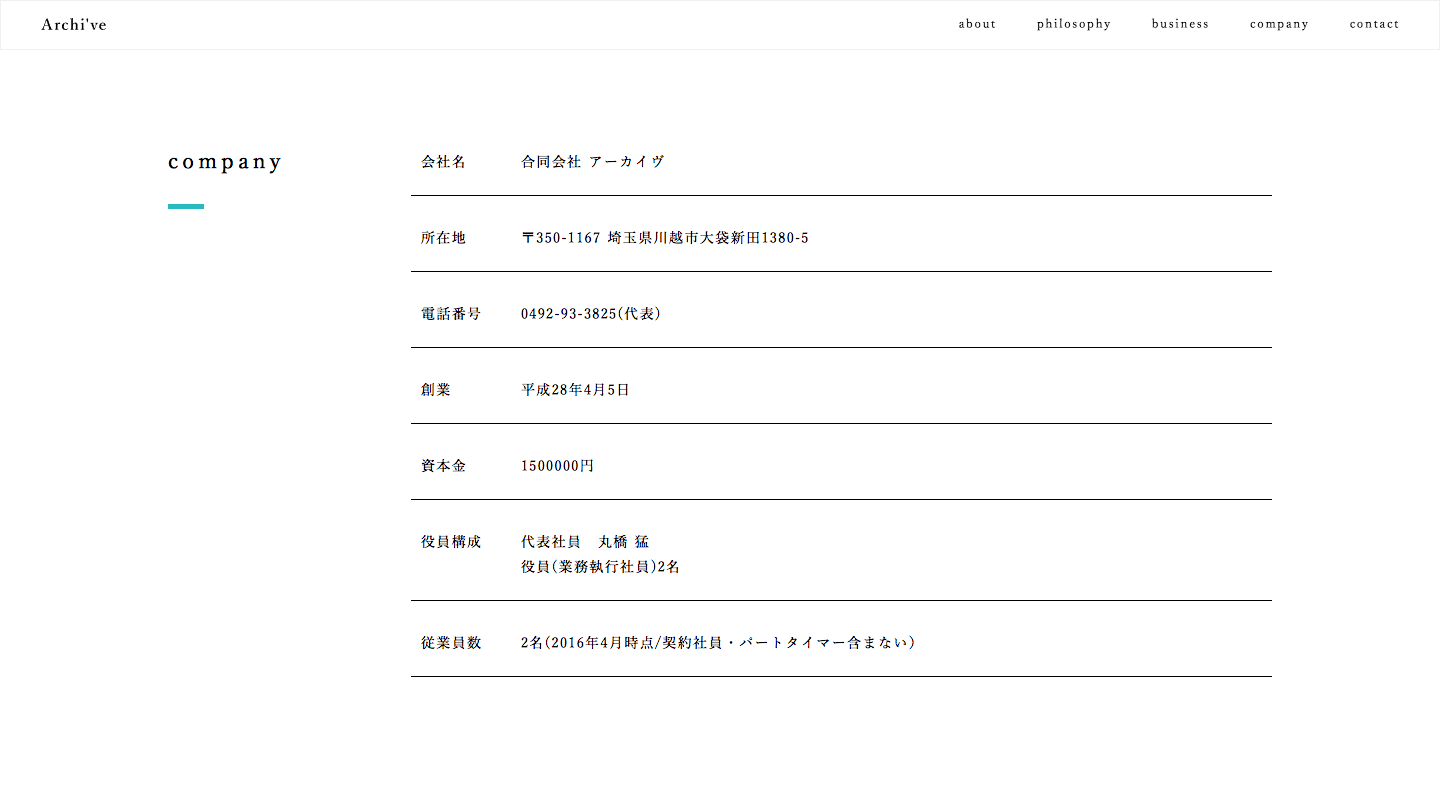 Archi've
about
philosophy
business
company
contact
company
会社名 合同会社 アーカイヴ
所在地 〒350-1167 埼玉県川越市大袋新田1380-5
電話番号 0492-93-3825(代表)
創業 平成28年4月5日
資本金 1500000円
役員構成 代表社員　丸橋 猛
役員(業務執行社員)2名
従業員数 2名(2016年4月時点/契約社員・パートタイマー含まない)